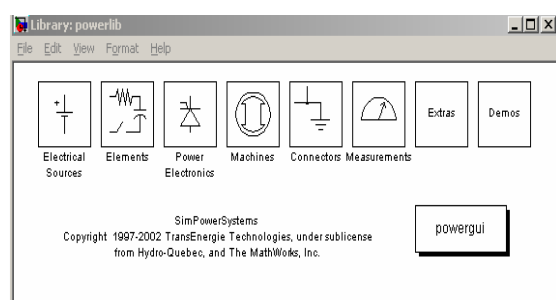 Library: powerlib
File Edit View Format Help
Extras
Demos
Electrical Sources
Elements
Power Electronics
Machines
Connectors
Measurements
SimPowerSystems
Copyright 1997-2002 TransEnergie Technologies, under sublicense
from Hydro-Quebec, and The MathWorks, Inc.
powergui